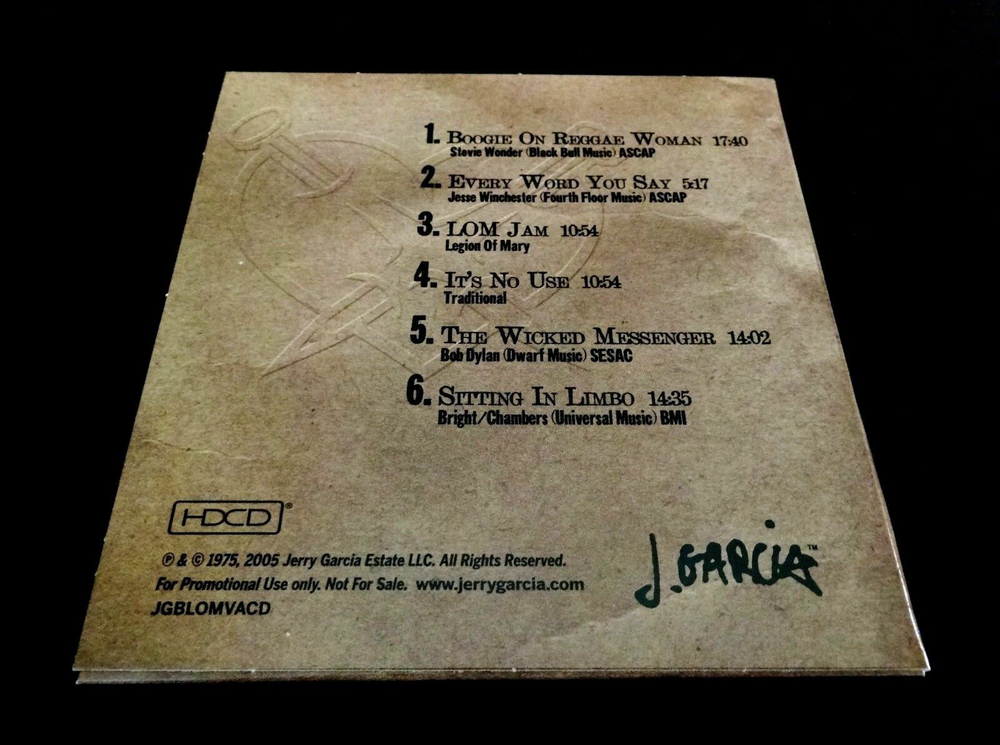 1. Boogie On Reggae Woman 17:40
Stevie Wonder (Black Bull Music) ASCAP
2. Every Word You Say 5:17
Jesse Winchester (Fourth Floor Music) ASCAP
3. LOM Jam 10:54
Legion Of Mary
4. It's No Use 10:54
Traditional
5. The Wicked Messenger 14:02
Bob Dylan (Dwarf Music) SESAC
6. Sitting In Limbo 14:35
Bright/Chambers (Universal Music) BMI
HDCD®
℗ & © 1975, 2005 Jerry Garcia Estate LLC. All Rights Reserved.
For Promotional Use only. Not For Sale. www.jerrygarcia.com
JGBLOMVACD
J. GARCIA™